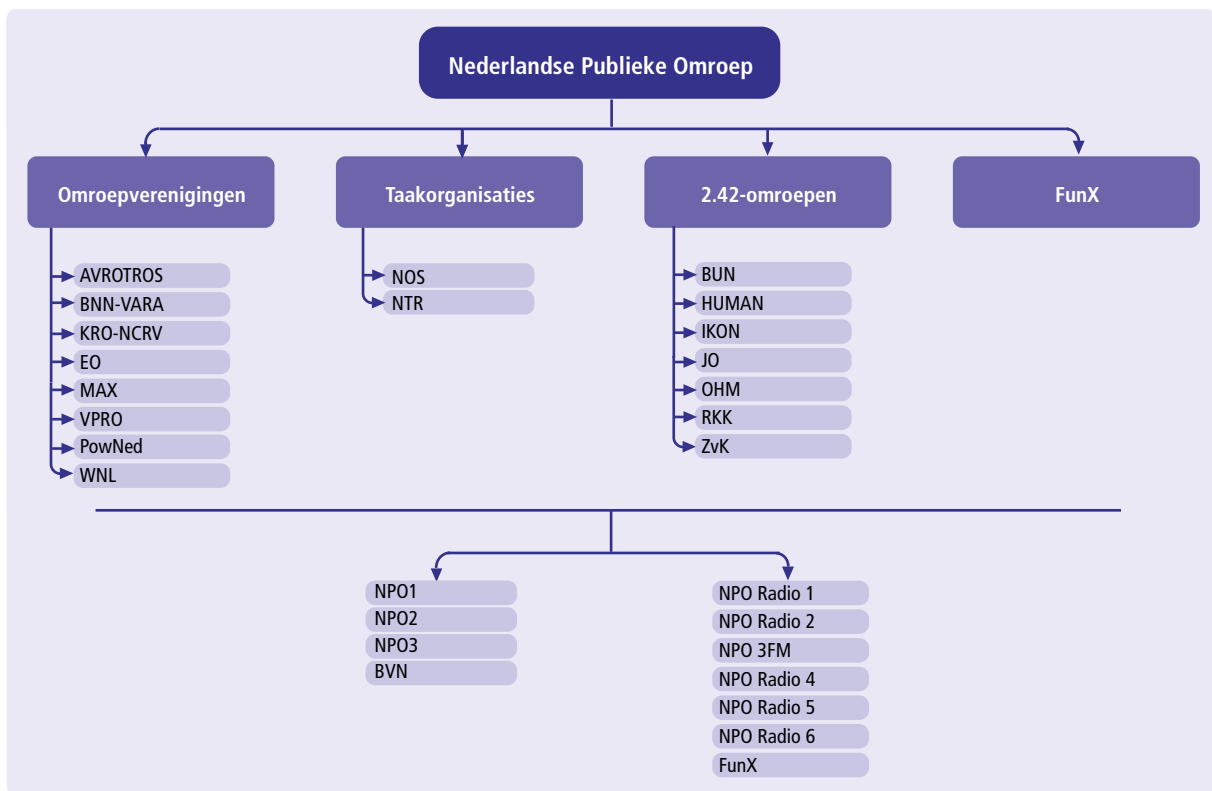 Nederlandse Publieke Omroep
Omroepverenigingen
AVROTROS
BNN-VARA
KRO-NCRV
EO
MAX
VPRO
PowNed
WNL
Taakorganisaties
NOS
NTR
2.42-omroepen
BUN
HUMAN
IKON
JO
OHM
RKK
ZvK
FunX
NPO1
NPO2
NPO3
BVN
NPO Radio 1
NPO Radio 2
NPO 3FM
NPO Radio 4
NPO Radio 5
NPO Radio 6
FunX